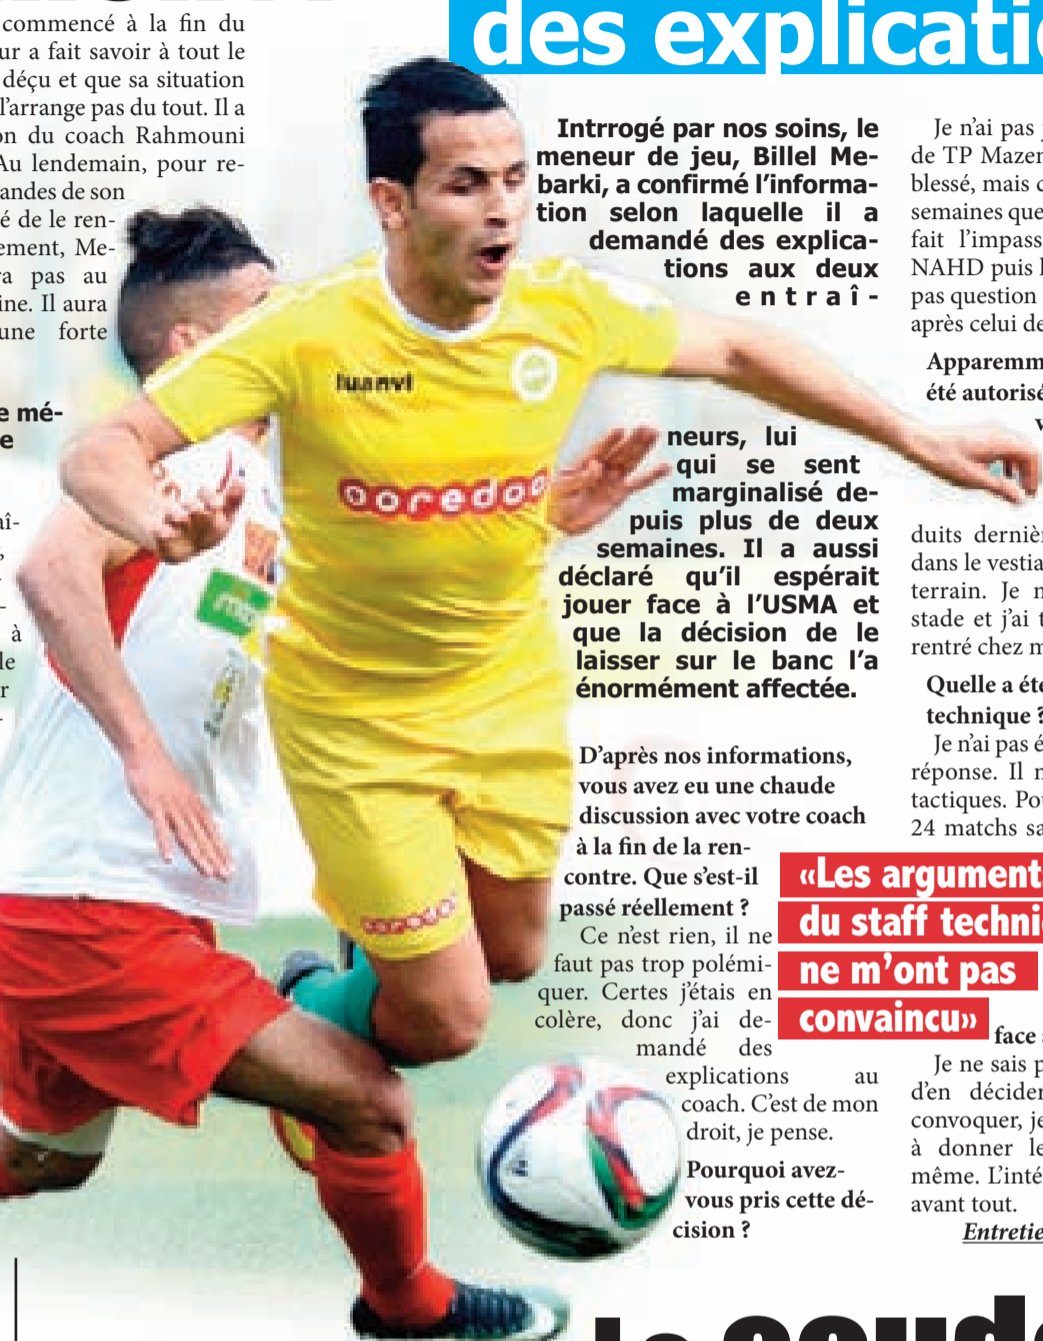 des explicati
commencé à la fin du
ur a fait savoir à tout le
déçu et que sa situation
l'arrange pas du tout. Il a
on du coach Rahmouni
Au lendemain, pour re-
andes de son
é de le ren-
ement, Me-
ra pas au
ine. Il aura
une forte
e mé-
e
aî-
à
le
r
Intrrogé par nos soins, le
meneur de jeu, Billel Me-
barki, a confirmé l'informa-
tion selon laquelle il a
demandé des explica-
tions aux deux
entraî-
neurs, lui
qui se sent
marginalisé de-
puis plus de deux
semaines. Il a aussi
déclaré qu'il espérait
jouer face à l'USMA et
que la décision de le
laisser sur le banc l'a
énormément affectée.
D'après nos informations,
vous avez eu une chaude
discussion avec votre coach
à la fin de la ren-
contre. Que s'est-il
passé réellement ?
Ce n'est rien, il ne
faut pas trop polémi-
quer. Certes j'étais en
colère, donc j'ai de-
mandé des
explications au
coach. C'est de mon
droit, je pense.
Pourquoi avez-
vous pris cette dé-
cision ?
Je n'ai pas
de TP Mazem
blessé, mais
semaines que
fait l'impass
NAHD puis
pas question
après celui de
Apparemm
été autorisé
v
duits derniè
dans le vestia
terrain. Je
stade et j'ai t
rentré chez m
Quelle a ét
technique ?
Je n'ai pas é
réponse. Il
tactiques. Po
24 matchs sa
«Les argument
du staff techni
ne m'ont pas
convaincu»
face
Je ne sais p
d'en décider
convoquer, je
à donner le
même. L'inté
avant tout.
Entretie
luanvi
ooredoo
ooredoo